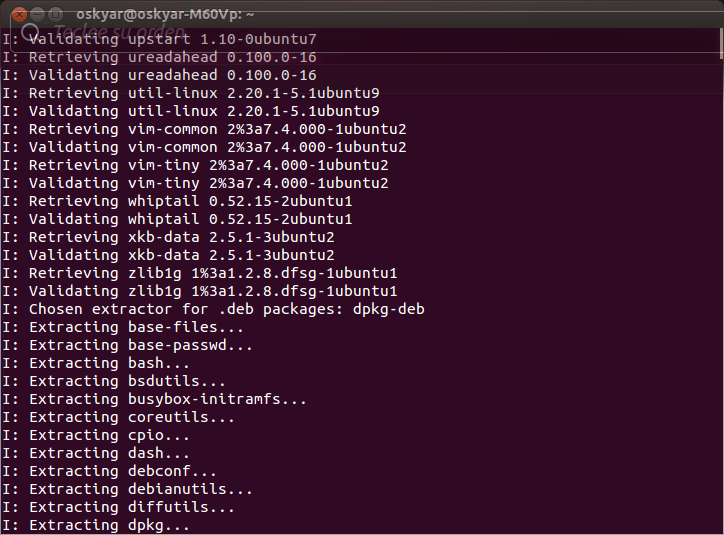 oskyar@oskyar-M60Vp: ~
Teclee su orden
I: Validating upstart 1.10-0ubuntu7
I: Retrieving ureadahead 0.100.0-16
I: Validating ureadahead 0.100.0-16
I: Retrieving util-linux 2.20.1-5.1ubuntu9
I: Validating util-linux 2.20.1-5.1ubuntu9
I: Retrieving vim-common 2%3a7.4.000-1ubuntu2
I: Validating vim-common 2%3a7.4.000-1ubuntu2
I: Retrieving vim-tiny 2%3a7.4.000-1ubuntu2
I: Validating vim-tiny 2%3a7.4.000-1ubuntu2
I: Retrieving whiptail 0.52.15-2ubuntu1
I: Validating whiptail 0.52.15-2ubuntu1
I: Retrieving xkb-data 2.5.1-3ubuntu2
I: Validating xkb-data 2.5.1-3ubuntu2
I: Retrieving zlib1g 1%3a1.2.8.dfsg-1ubuntu1
I: Validating zlib1g 1%3a1.2.8.dfsg-1ubuntu1
I: Chosen extractor for .deb packages: dpkg-deb
I: Extracting base-files...
I: Extracting base-passwd...
I: Extracting bash...
I: Extracting bsdutils...
I: Extracting busybox-initramfs...
I: Extracting coreutils...
I: Extracting cpio...
I: Extracting dash...
I: Extracting debconf...
I: Extracting debianutils...
I: Extracting diffutils...
I: Extracting dpkg...